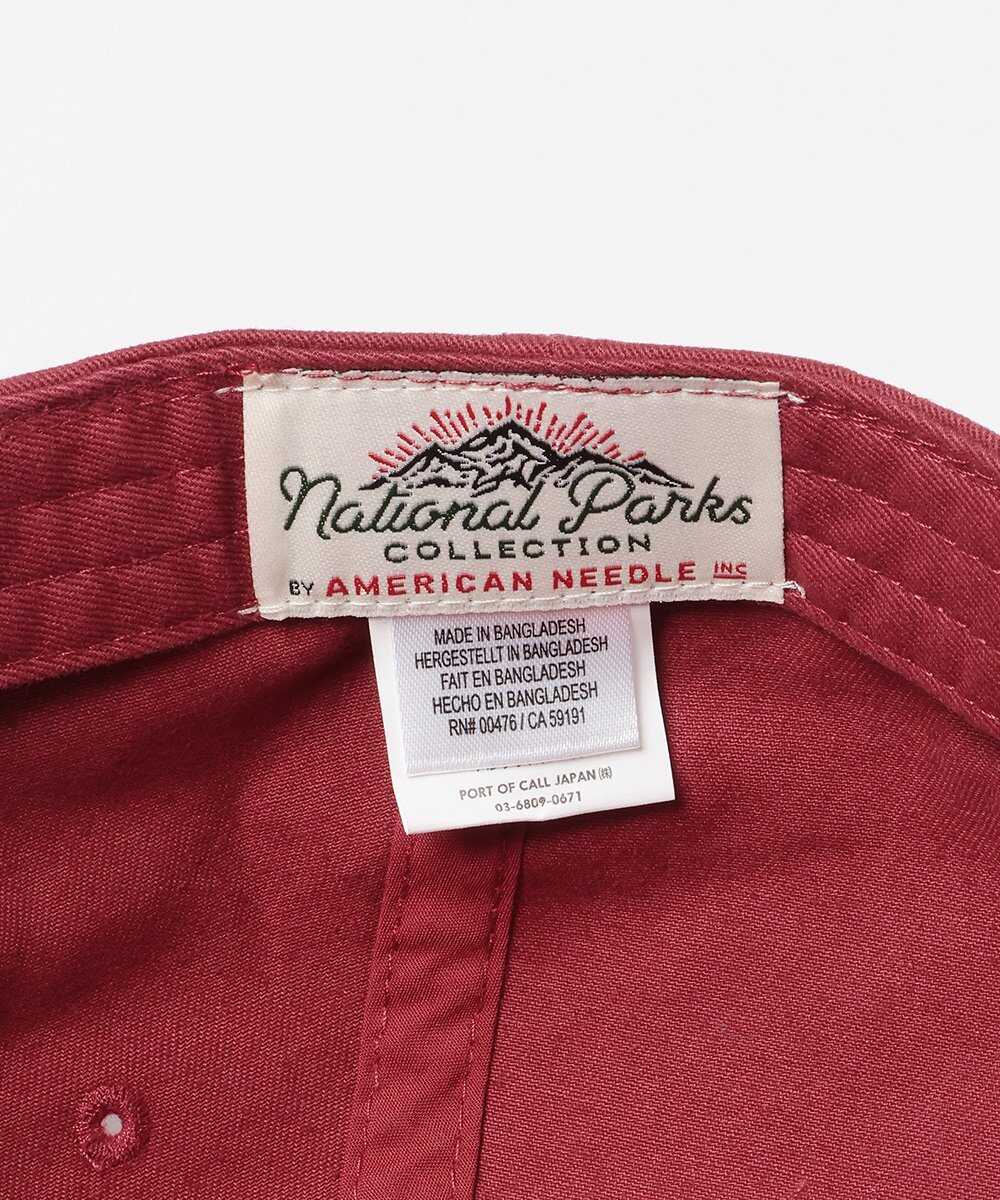 National Parks
COLLECTION
BY AMERICAN NEEDLE INC
MADE IN BANGLADESH
HERGESTELLT IN BANGLADESH
FAIT EN BANGLADESH
HECHO EN BANGLADESH
RN# 00476 / CA 59191
PORT OF CALL JAPAN ㈱
03-6809-0671